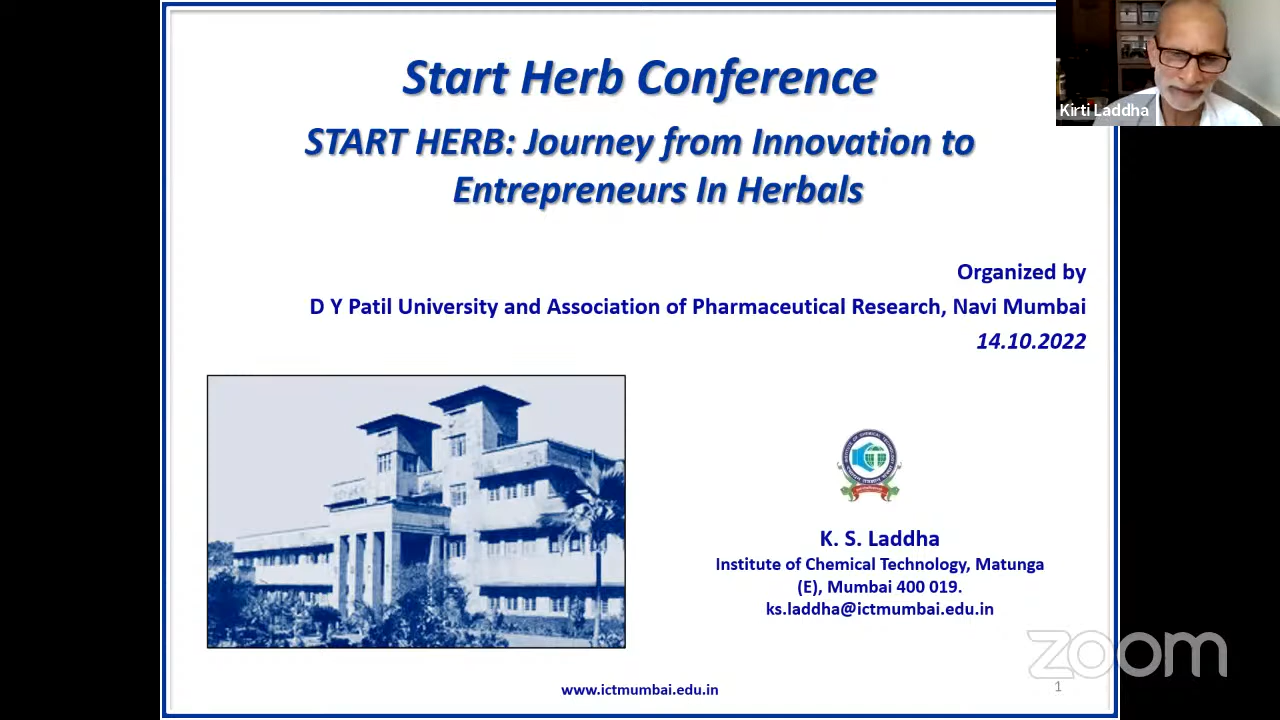 Start Herb Conference
START HERB: Journey from Innovation to
Entrepreneurs In Herbals
Kirti Laddha
Organized by
D Y Patil University and Association of Pharmaceutical Research, Navi Mumbai
14.10.2022
K. S. Laddha
Institute of Chemical Technology, Matunga
(E), Mumbai 400 019.
ks.laddha@ictmumbai.edu.in
zoom
www.ictmumbai.edu.in
1